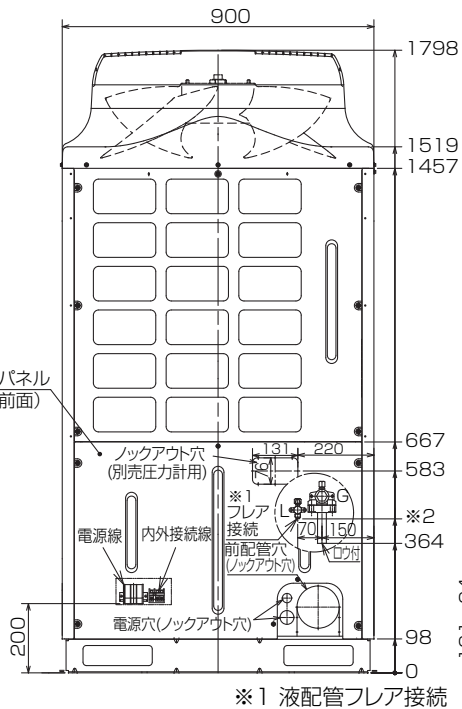 900
1798
1519
1457
パネル
前面）
667
ノックアウト穴
（別売圧力計用）
131
220
76
583
※1
フレア
接続
L
G
※2
70
150
電源線
内外接続線
前配管穴
（ノックアウト穴）
ロウ付
364
200
電源穴（ノックアウト穴）
98
0
※1 液配管フレア接続